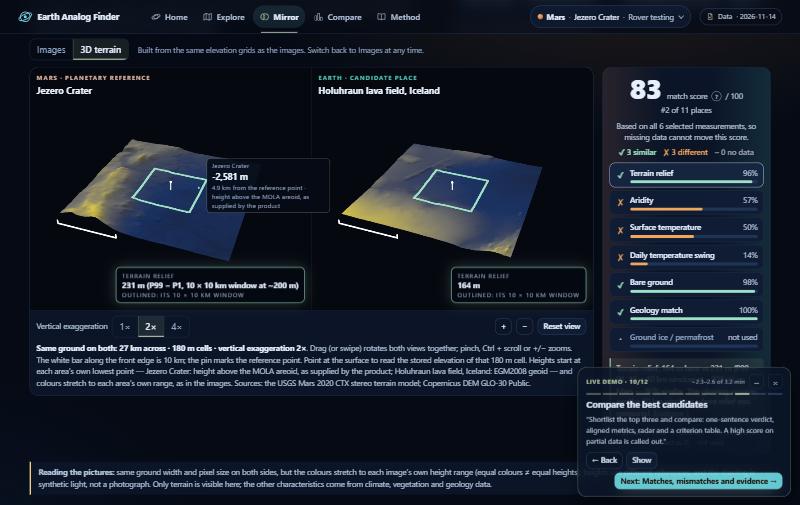 Earth Analog Finder
Home
Explore
Mirror
Compare
Method
Mars · Jezero Crater · Rover testing
Data · 2026-11-14
Images
3D terrain
Built from the same elevation grids as the images. Switch back to Images at any time.
MARS · PLANETARY REFERENCE
Jezero Crater
EARTH · CANDIDATE PLACE
Holuhraun lava field, Iceland
Jezero Crater
-2,581 m
4.9 km from the reference point ·
height above the MOLA areoid, as
supplied by the product
TERRAIN RELIEF
231 m (P99 − P1, 10 × 10 km window at ~200 m)
OUTLINED: ITS 10 × 10 KM WINDOW
TERRAIN RELIEF
164 m
OUTLINED: ITS 10 × 10 KM WINDOW
Vertical exaggeration
1×
2×
4×
+
−
Reset view
Same ground on both: 27 km across · 180 m cells · vertical exaggeration 2×. Drag (or swipe) rotates both views together; pinch, Ctrl + scroll or +/− zooms.
The white bar along the front edge is 10 km; the pin marks the reference point. Point at the surface to read the stored elevation of that 180 m cell. Heights start at
each area's own lowest point — Jezero Crater: height above the MOLA areoid, as supplied by the product; Holuhraun lava field, Iceland: EGM2008 geoid — and
colours stretch to each area's own range, as in the images. Sources: the USGS Mars 2020 CTX stereo terrain model; Copernicus DEM GLO-30 Public.
Reading the pictures: same ground width and pixel size on both sides, but the colours stretch to each image's own height range (equal colours ≠ equal heights
synthetic light, not a photograph. Only terrain is visible here; the other characteristics come from climate, vegetation and geology data.
83 match score ? / 100
#2 of 11 places
Based on all 6 selected measurements, so
missing data cannot move this score.
✓ 3 similar ✗ 3 different – 0 no data
Terrain relief 96%
Aridity 57%
Surface temperature 50%
Daily temperature swing 14%
Bare ground 98%
Geology match 100%
Ground ice / permafrost not used
LIVE DEMO · 10/12
~2.3–2.6 of 3.2 min
Compare the best candidates
"Shortlist the top three and compare: one-sentence verdict,
aligned metrics, radar and a criterion table. A high score on
partial data is called out."
← Back
Show
Next: Matches, mismatches and evidence →